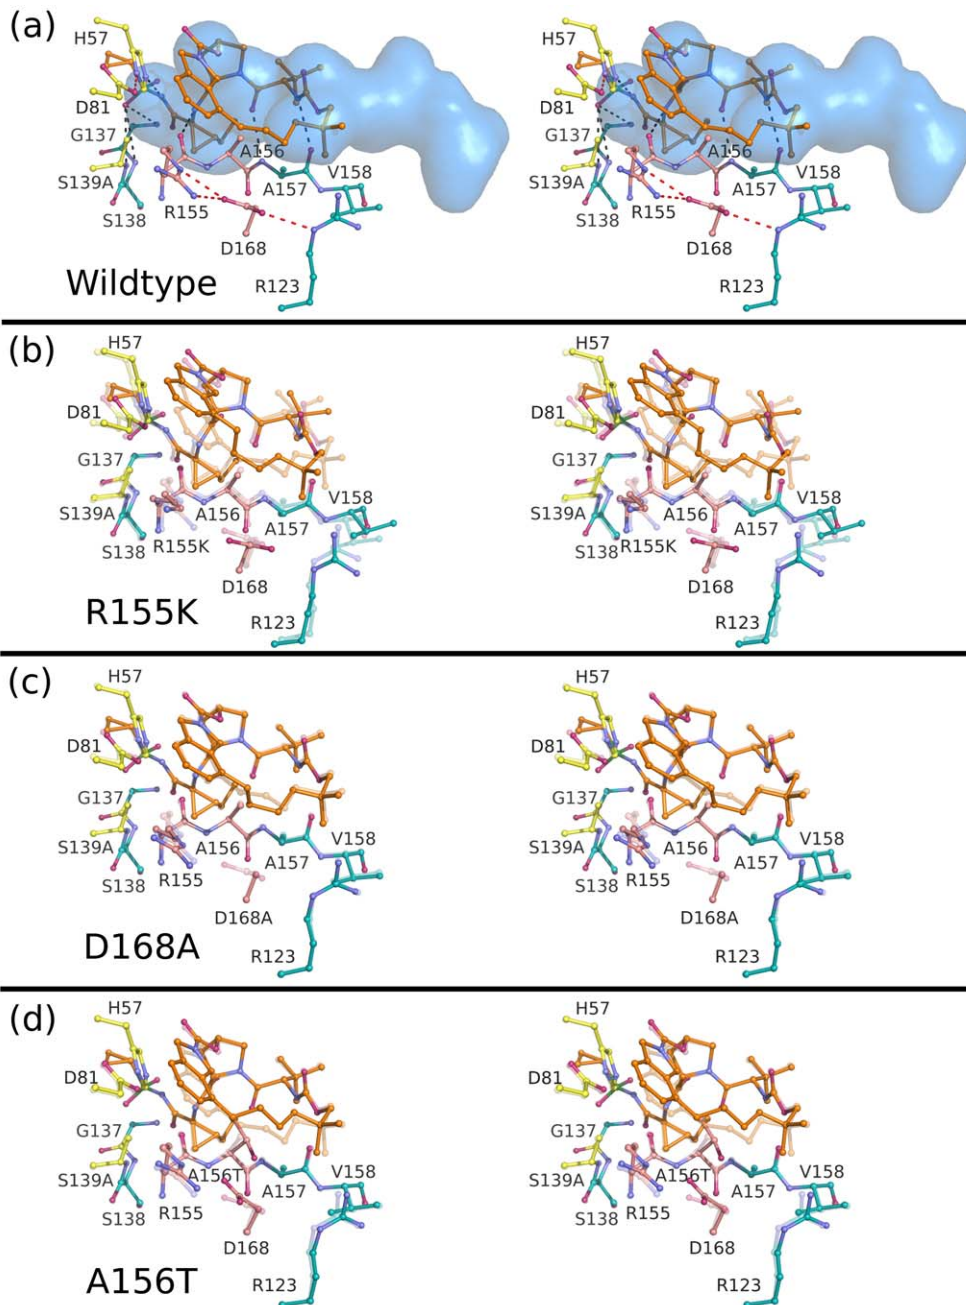 (a)
H57 H57
D81 D81
G137 G137
A156 A156
S139A S139A
V158 V158
R155 A157 R155 A157
S138 S138
D168 D168
R123 R123
Wildtype
(b)
H57 H57
D81 D81
G137 G137
V158 V158
S139A A156 A157 S139A A156 A157
S138 R155K S138 R155K
D168 D168
R123 R123
R155K
(c)
H57 H57
D81 D81
G137 G137
V158 V158
S139A A156 A157 S139A A156 A157
S138 R155 S138 R155
D168A D168A
R123 R123
D168A
(d)
H57 H57
D81 D81
G137 G137
A156T V158 A156T V158
S139A A157 S139A A157
S138 R155 S138 R155
D168 D168
R123 R123
A156T